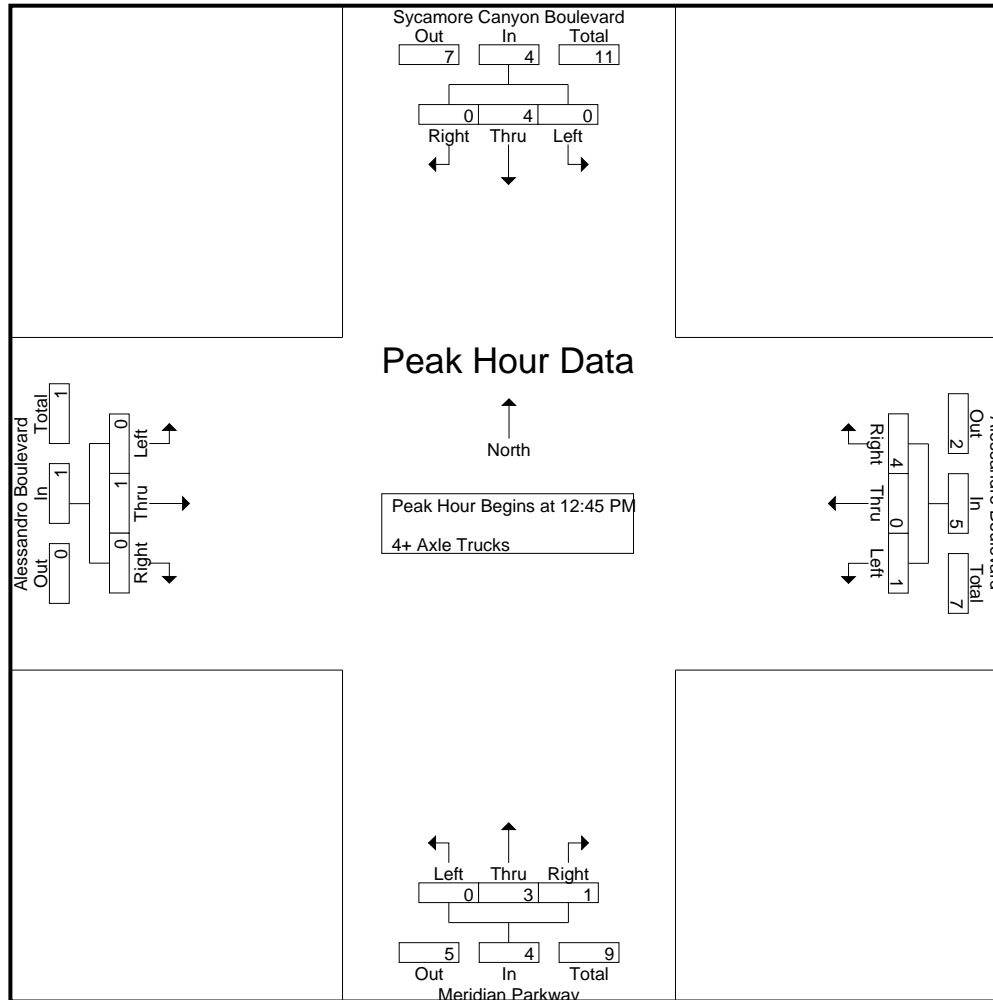 Sycamore Canyon Boulevard
Out In Total
7 4 11
0 4 0
Right Thru Left
Peak Hour Data
North
Peak Hour Begins at 12:45 PM
4+ Axle Trucks
Alessandro Boulevard
Out In Total
0 1 1
0 1 0
Right Thru Left
Out In Total
2 5 7
4 0 1
Right Thru Left
Left Thru Right
0 3 1
5 4 9
Out In Total
Meridian Parkway